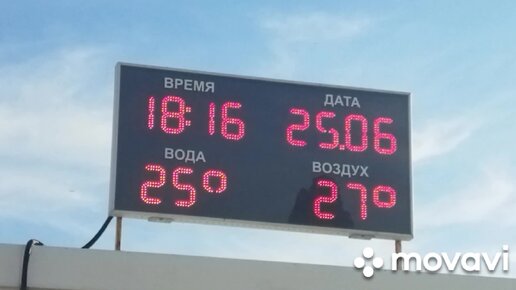 ВРЕМЯ ДАТА
18:16 25.06
ВОДА ВОЗДУХ
25° 27°
movavi